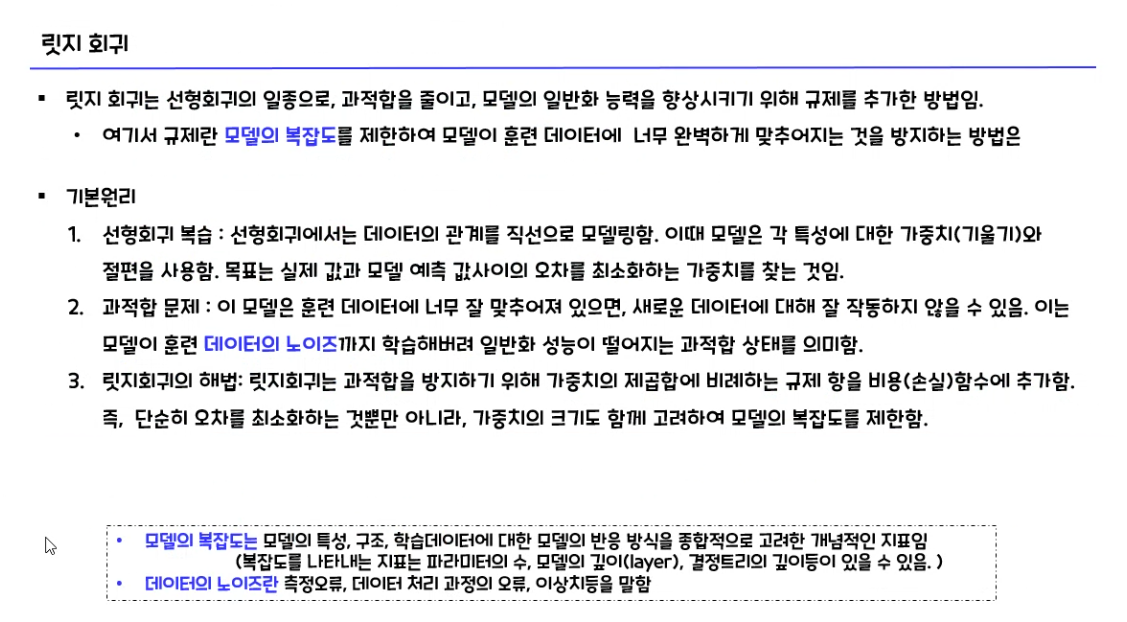 릿지 회귀
▪ 릿지 회귀는 선형회귀의 일종으로, 과적합을 줄이고, 모델의 일반화 능력을 향상시키기 위해 규제를 추가한 방법임.
• 여기서 규제란 모델의 복잡도를 제한하여 모델이 훈련 데이터에 너무 완벽하게 맞추어지는 것을 방지하는 방법은
▪ 기본원리
1. 선형회귀 복습 : 선형회귀에서는 데이터의 관계를 직선으로 모델링함. 이때 모델은 각 특성에 대한 가중치(기울기)와
절편을 사용함. 목표는 실제 값과 모델 예측 값사이의 오차를 최소화하는 가중치를 찾는 것임.
2. 과적합 문제 : 이 모델은 훈련 데이터에 너무 잘 맞추어져 있으면, 새로운 데이터에 대해 잘 작동하지 않을 수 있음. 이는
모델이 훈련 데이터의 노이즈까지 학습해버려 일반화 성능이 떨어지는 과적합 상태를 의미함.
3. 릿지회귀의 해법: 릿지회귀는 과적합을 방지하기 위해 가중치의 제곱합에 비례하는 규제 항을 비용(손실)함수에 추가함.
즉, 단순히 오차를 최소화하는 것뿐만 아니라, 가중치의 크기도 함께 고려하여 모델의 복잡도를 제한함.
• 모델의 복잡도는 모델의 특성, 구조, 학습데이터에 대한 모델의 반응 방식을 종합적으로 고려한 개념적인 지표임
(복잡도를 나타내는 지표는 파라미터의 수, 모델의 깊이(layer), 결정트리의 깊이등이 있을 수 있음. )
• 데이터의 노이즈란 측정오류, 데이터 처리 과정의 오류, 이상치등을 말함